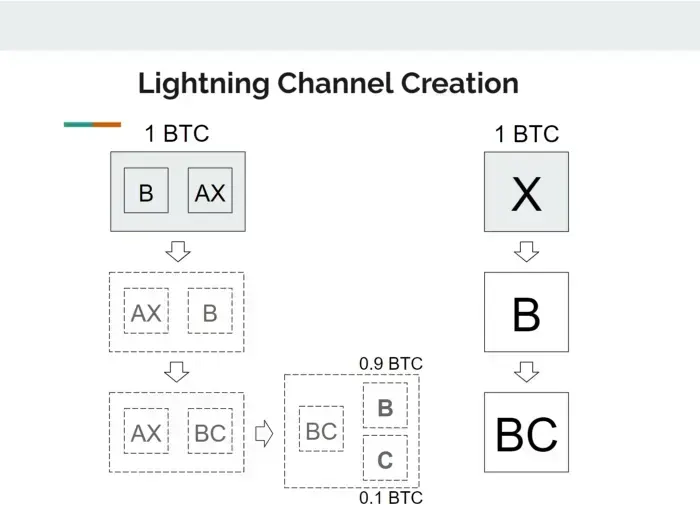 Lightning Channel Creation
1 BTC
1 BTC
B AX
X
AX B
B
0.9 BTC
AX BC
BC
B
C
BC
0.1 BTC